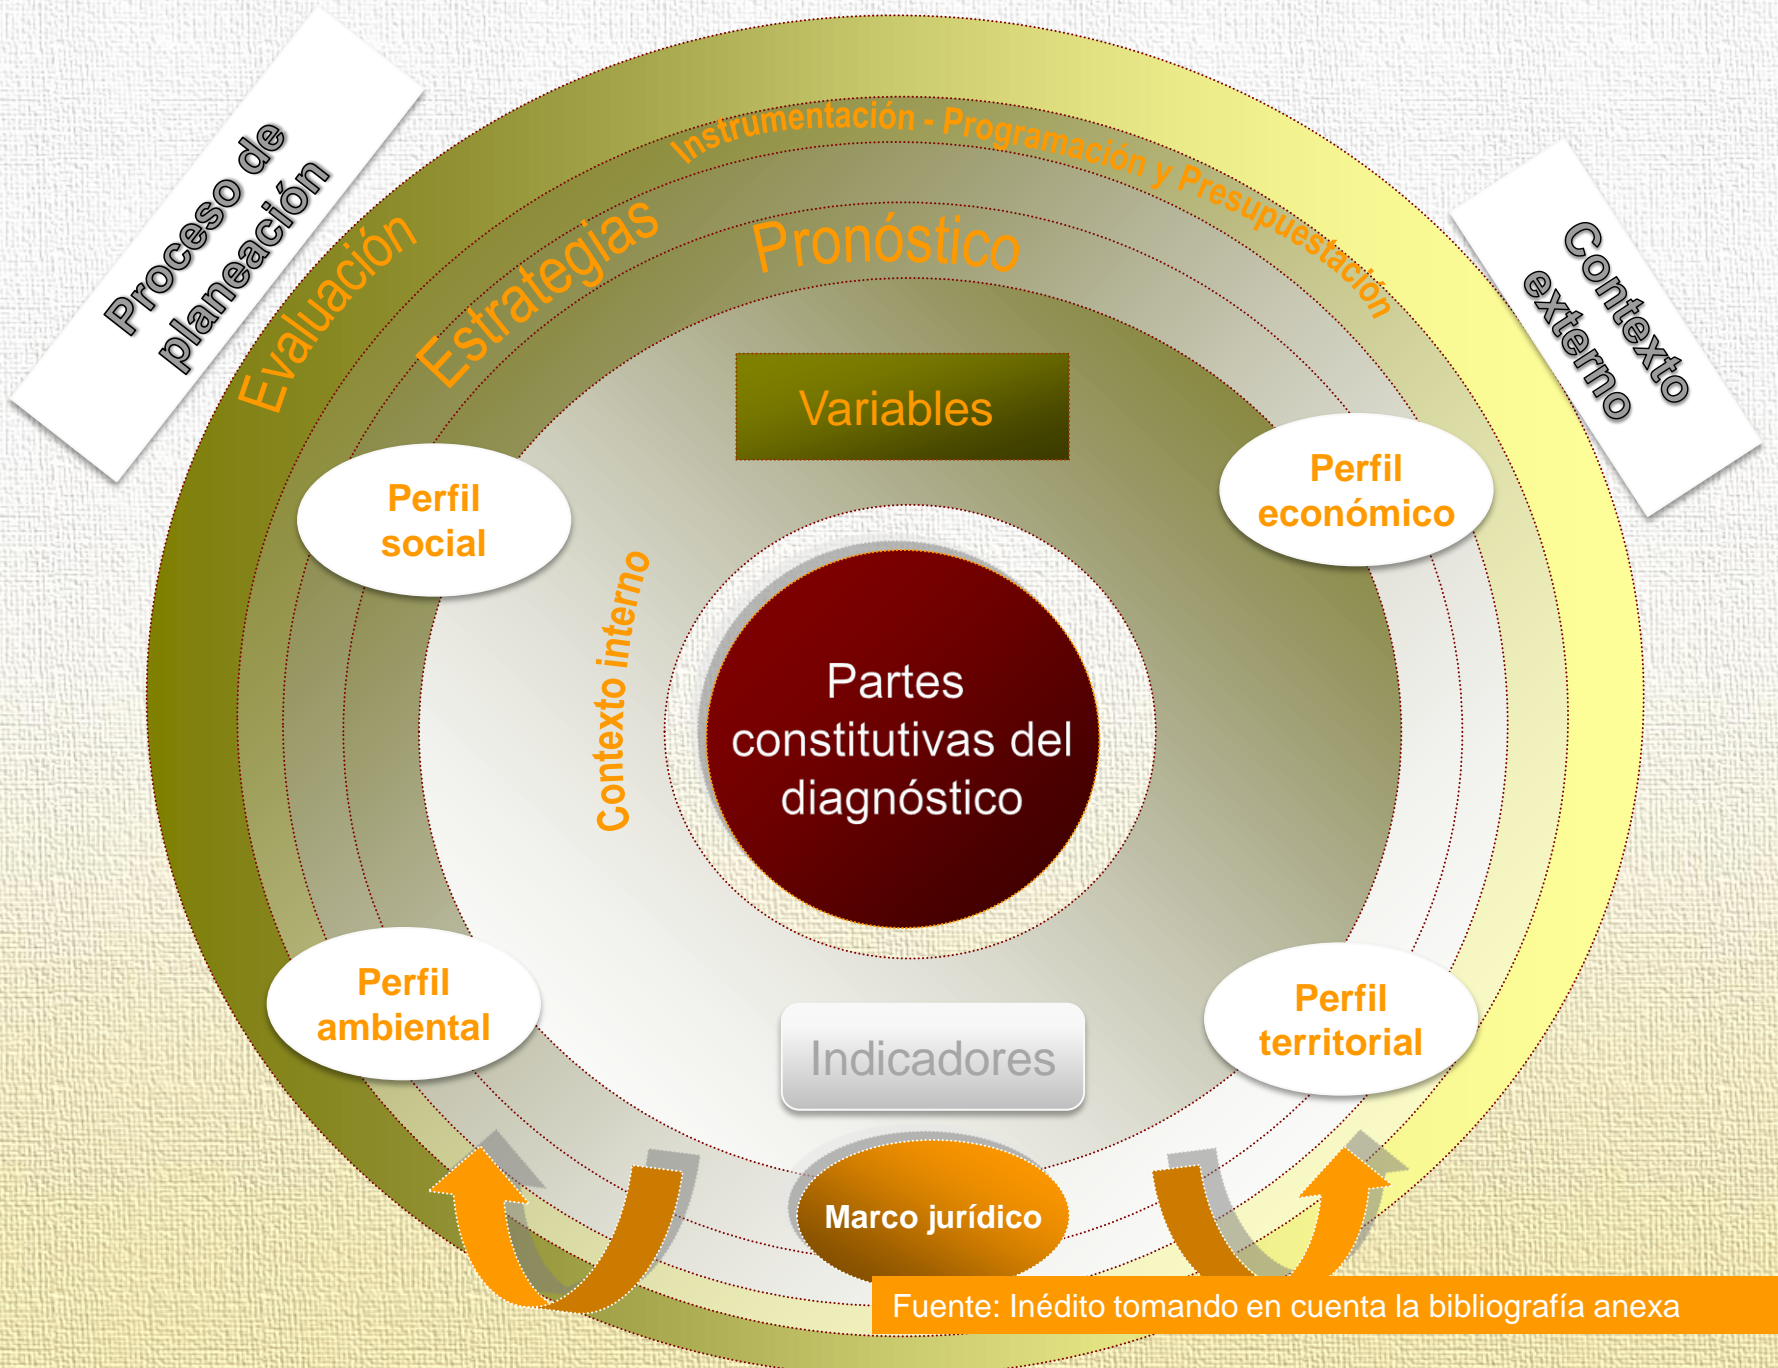 Proceso de
planeación
Contexto
externo
Evaluación
Instrumentación - Programación y Presupuestación
Estrategias
Pronóstico
Variables
Perfil
social
Perfil
económico
Contexto interno
Partes
constitutivas del
diagnóstico
Perfil
ambiental
Perfil
territorial
Indicadores
Marco jurídico
Fuente: Inédito tomando en cuenta la bibliografía anexa